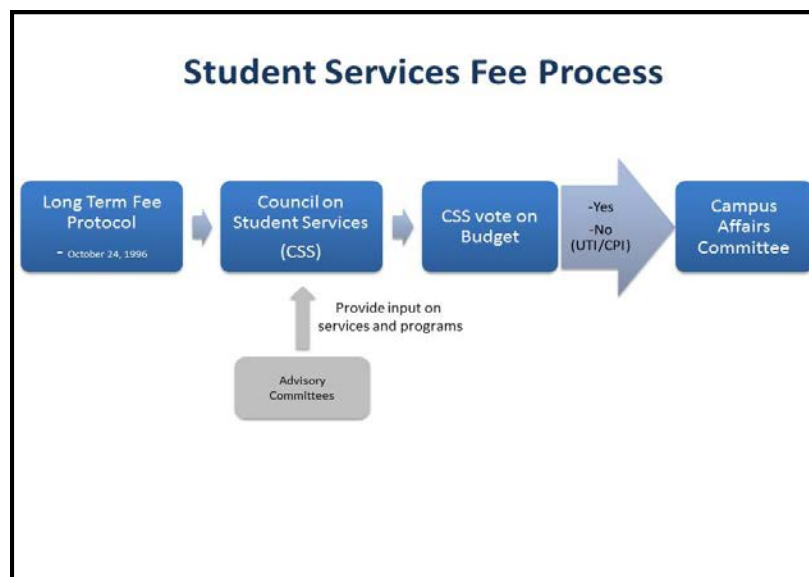 Student Services Fee Process
Long Term Fee
Protocol
- October 24, 1996
Council on
Student Services
(CSS)
CSS vote on
Budget
-Yes
-No
(UTI/CPI)
Campus
Affairs
Committee
Provide input on
services and programs
Advisory
Committees